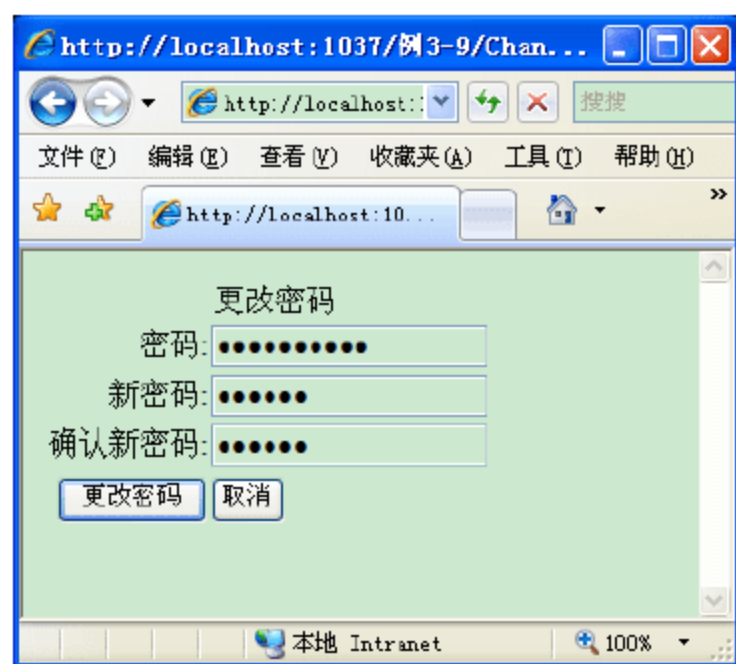 http://localhost:1037/例3-9/Chan...
http://localhost:: 搜搜
文件(F) 编辑(E) 查看(V) 收藏夹(A) 工具(T) 帮助(H)
http://localhost:10... »
更改密码
密码: ●●●●●●●●●●
新密码: ●●●●●●
确认新密码: ●●●●●●
更改密码 取消
本地 Intranet 100%